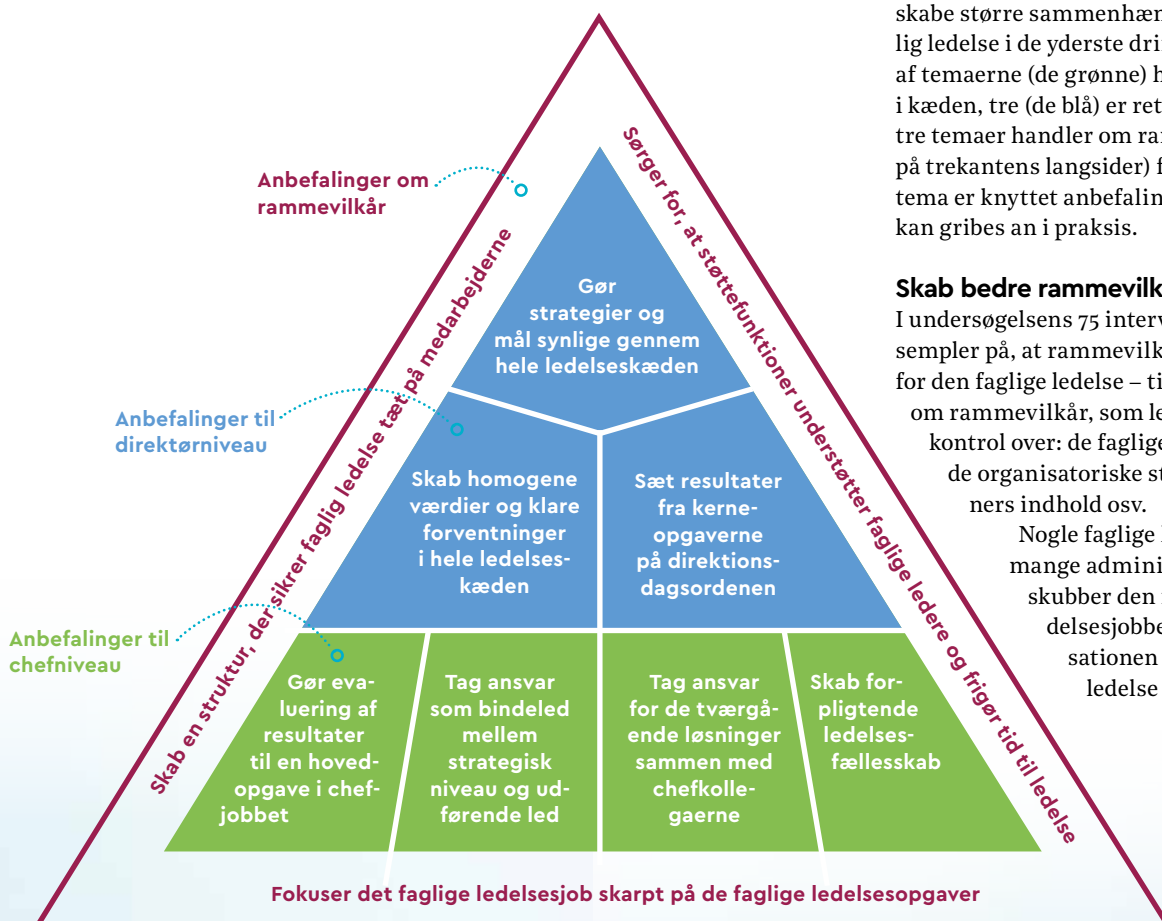 Anbefalinger om
rammevilkår
Anbefalinger til
direktørniveau
Anbefalinger til
chefniveau
Skab en struktur, der sikrer faglig ledelse tæt på medarbejderne
Sørger for, at støttefunktioner understøtter faglige ledere og frigør tid til ledelse
Gør
strategier og
mål synlige gennem
hele ledelseskæden
Skab homogene
værdier og klare
forventninger
i hele ledelses-
kæden
Sæt resultater
fra kerne-
opgaverne
på direktions-
dagsordenen
Gør eva-
luering af
resultater
til en hoved-
opgave i chef-
jobbet
Tag ansvar
som bindeled
mellem
strategisk
niveau og ud-
førende led
Tag ansvar
for de tværgå-
ende løsninger
sammen med
chefkolle-
gaerne
Skab for-
pligtende
ledelses-
fællesskab
Fokuser det faglige ledelsesjob skarpt på de faglige ledelsesopgaver
skabe større sammenhæn
lig ledelse i de yderste dri
af temaerne (de grønne) h
i kæden, tre (de blå) er ret
tre temaer handler om ra
på trekantens langsider) f
tema er knyttet anbefalin
kan gribes an i praksis.
Skab bedre rammevilk
I undersøgelsens 75 interv
sempler på, at rammevilk
for den faglige ledelse – ti
om rammevilkår, som le
kontrol over: de faglige
de organisatoriske st
ners indhold osv.
Nogle faglige
mange admini
skubber den
delsesjobbe
sationen
ledelse